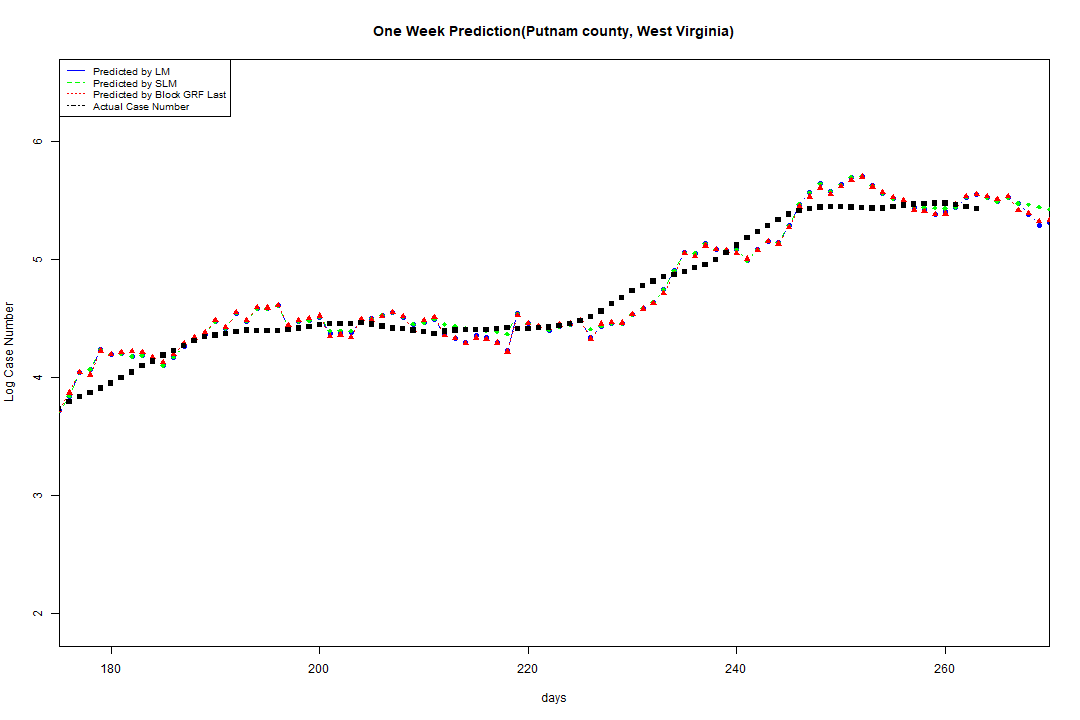 One Week Prediction(Putnam county, West Virginia)
Predicted by LM
Predicted by SLM
Predicted by Block GRF Last
Actual Case Number
6
5
4
3
2
Log Case Number
180
200
220
240
260
days